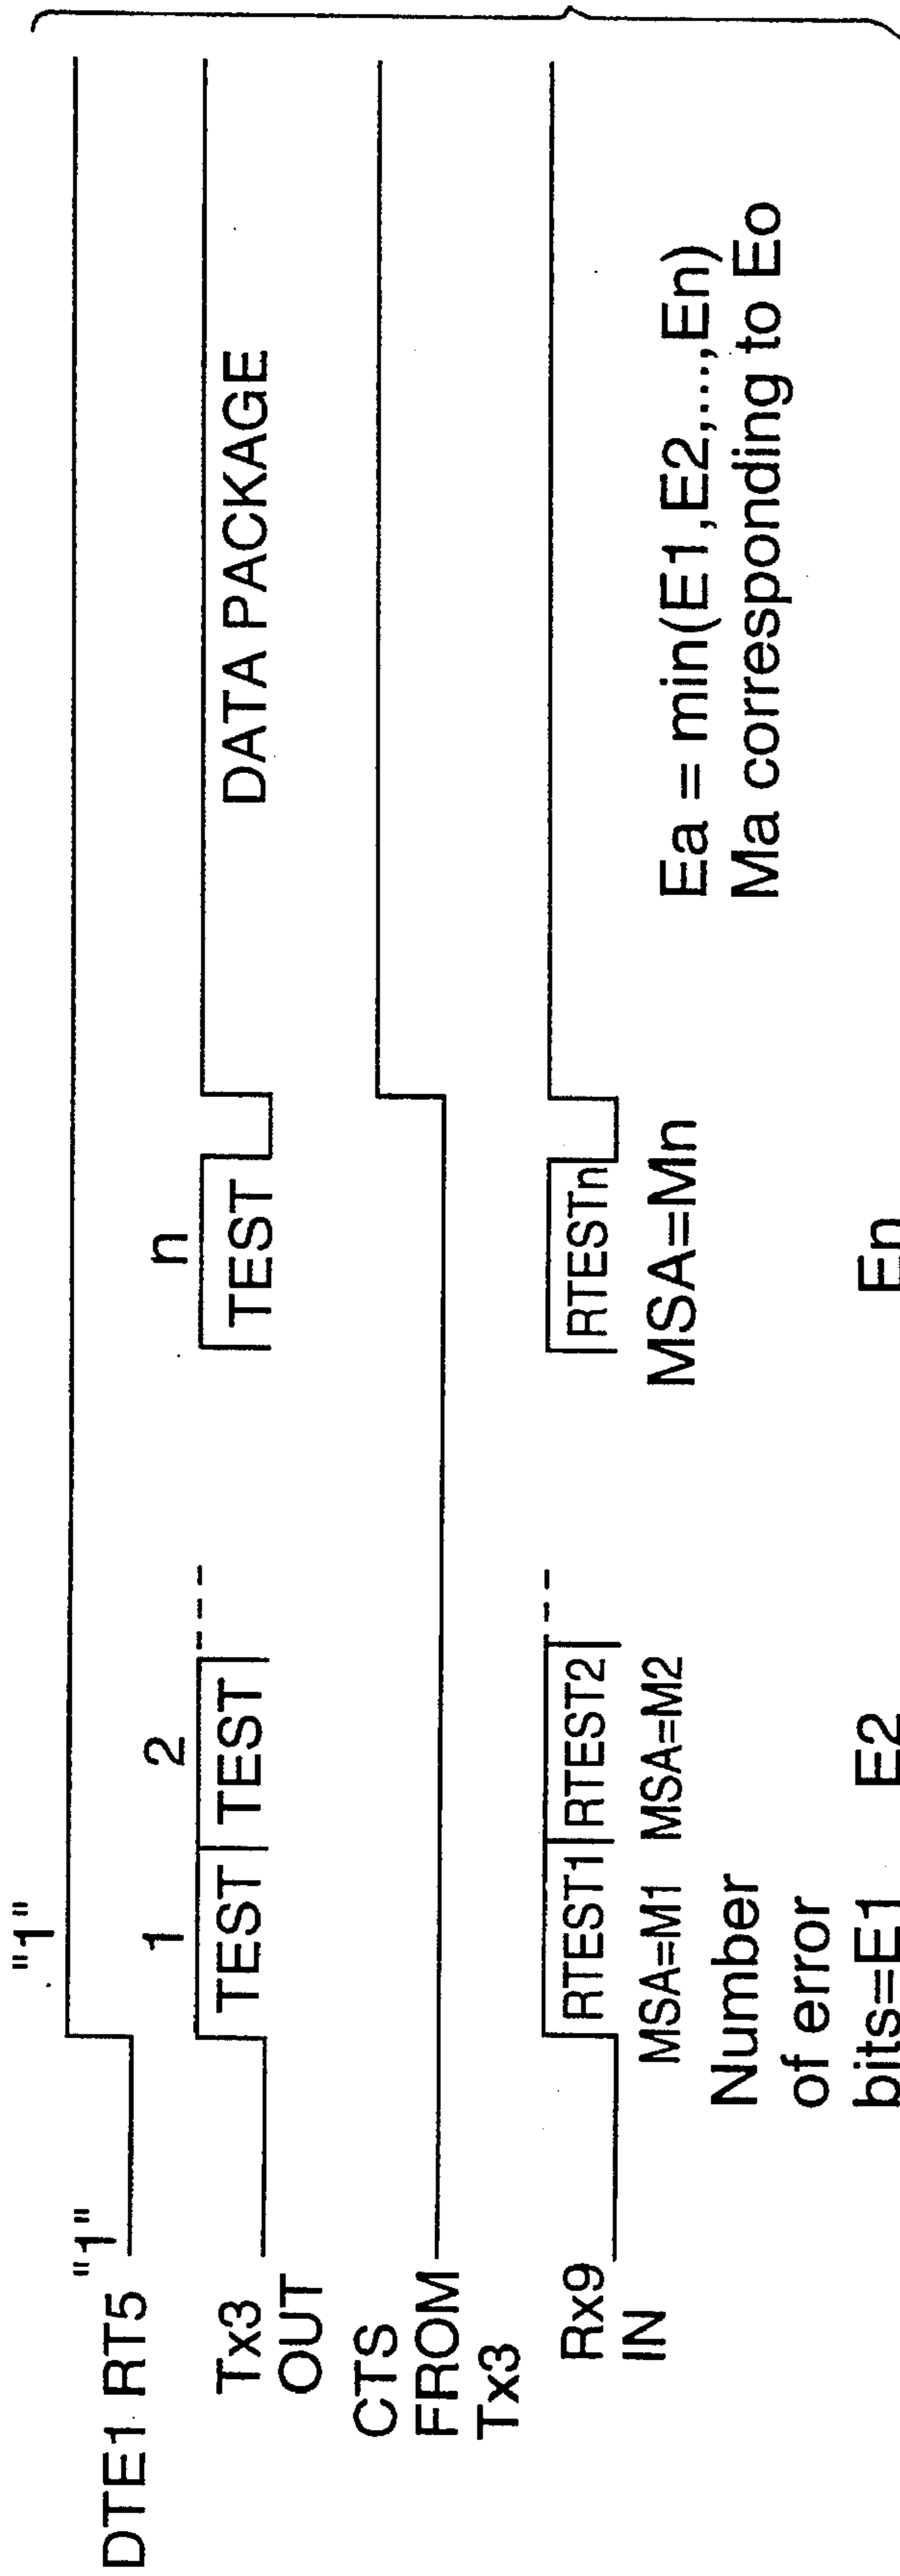 DTE1 RT5
"1"
"1"
Tx3
OUT
1
2
n
TEST
TEST
TEST
DATA PACKAGE
CTS
FROM
Tx3
Rx9
IN
RTEST1
RTEST2
RTESTn
MSA=M1
MSA=M2
MSA=Mn
Number
of error
bits=E1
E2
En
Ea = min(E1,E2,...,En)
Ma corresponding to Eo